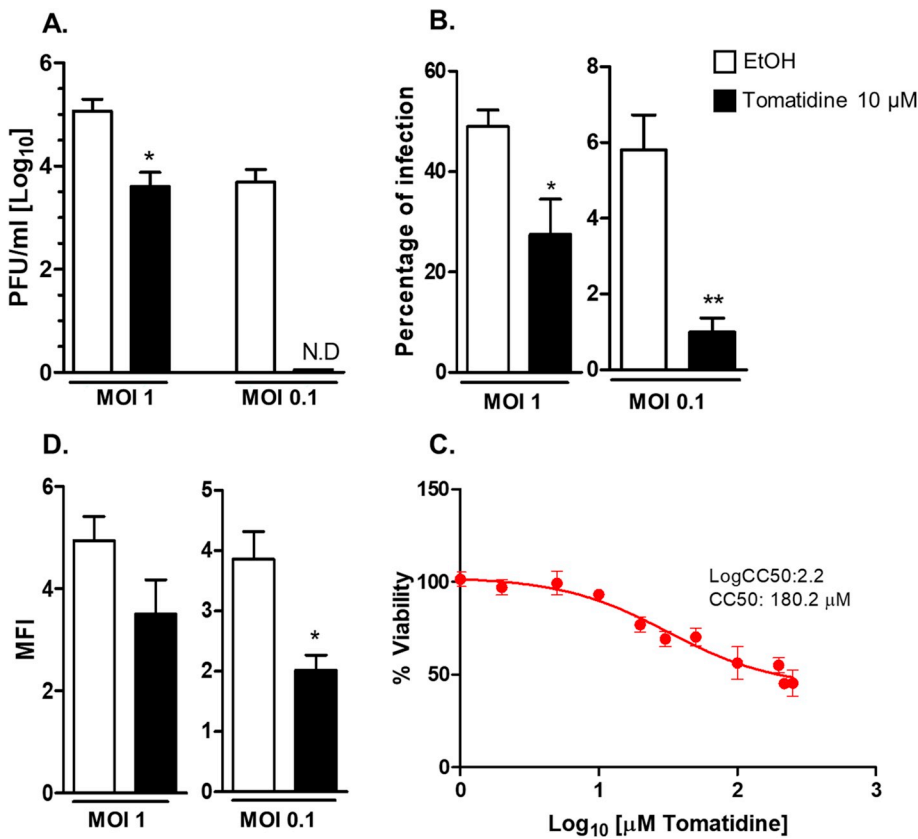 A.
PFU/ml [Log10]
6
4
2
0
*
N.D
MOI 1
MOI 0.1
B.
Percentage of infection
60
40
20
0
*
MOI 1
8
6
4
2
0
**
MOI 0.1
EtOH
Tomatidine 10 µM
D.
MFI
6
4
2
0
MOI 1
5
4
3
2
1
0
*
MOI 0.1
C.
% Viability
150
100
50
0
LogCC50:2.2
CC50: 180.2 µM
0
1
2
3
Log10 [µM Tomatidine]